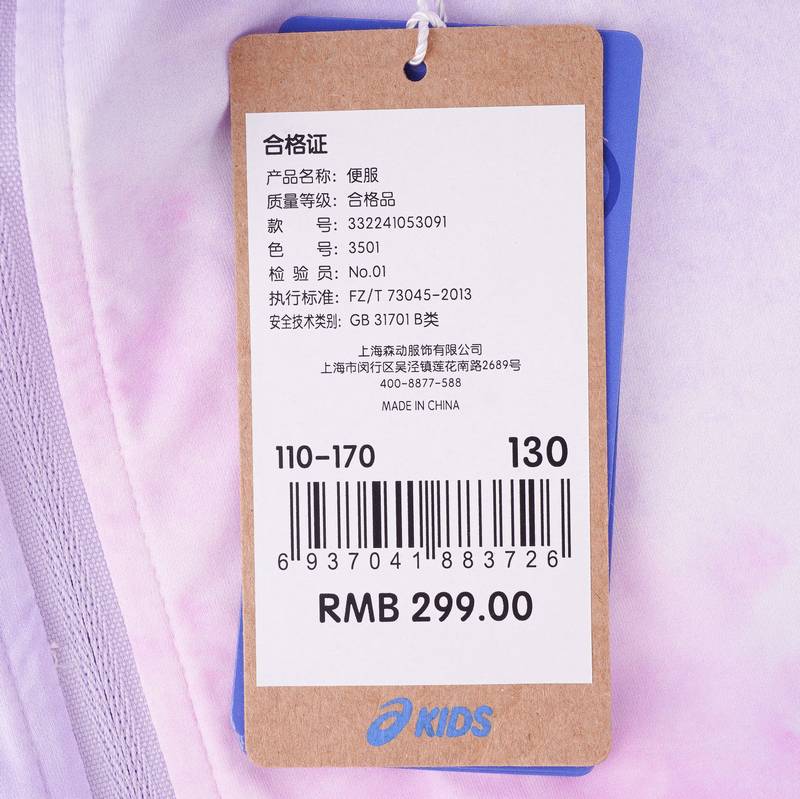 合格证
产品名称: 便服
质量等级: 合格品
款 号: 332241053091
色 号: 3501
检 验 员: No.01
执行标准: FZ/T 73045-2013
安全技术类别: GB 31701 B类
上海森动服饰有限公司
上海市闵行区吴泾镇莲花南路2689号
400-8877-588
MADE IN CHINA
110-170 130
6 937041 883726
RMB 299.00
KIDS